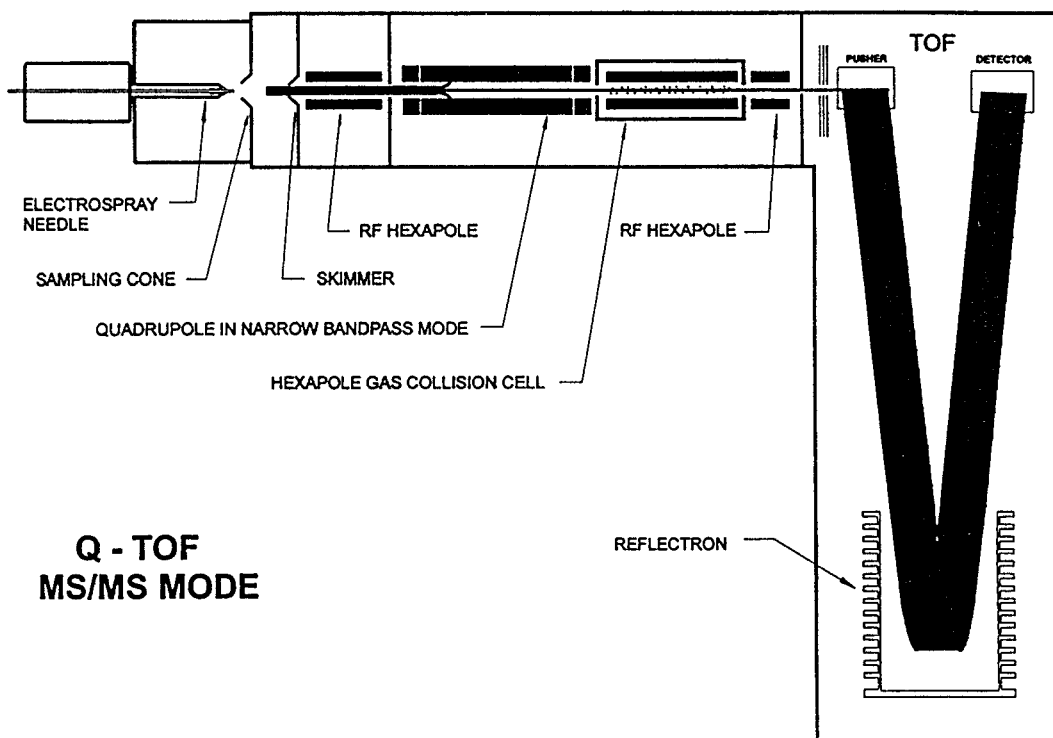 TOF
PUSHER
DETECTOR
ELECTROSPRAY
NEEDLE
RF HEXAPOLE
RF HEXAPOLE
SAMPLING CONE
SKIMMER
QUADRUPOLE IN NARROW BANDPASS MODE
HEXAPOLE GAS COLLISION CELL
REFLECTRON
Q - TOF
MS/MS MODE